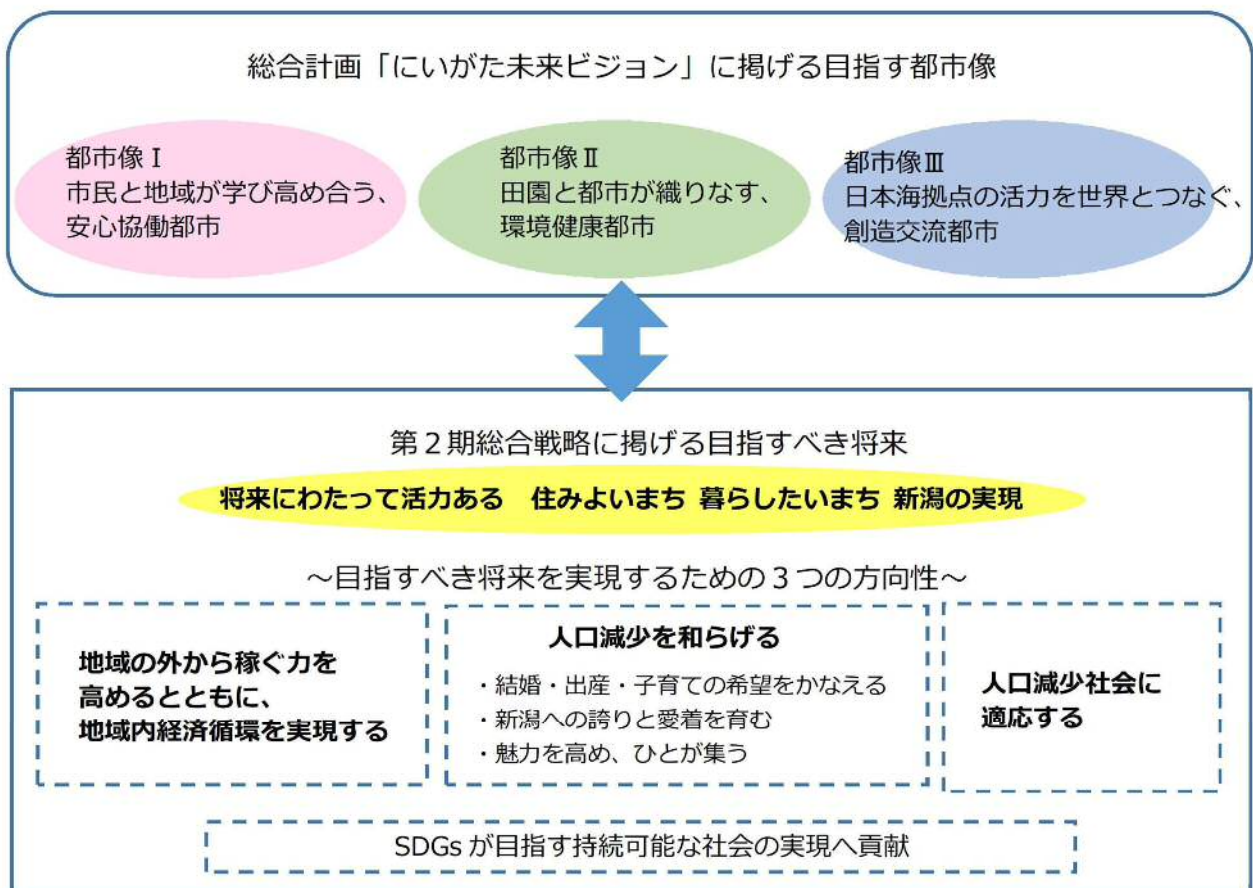 総合計画「にいがた未来ビジョン」に掲げる目指す都市像
都市像Ⅰ
市民と地域が学び高め合う、
安心協働都市
都市像Ⅱ
田園と都市が織りなす、
環境健康都市
都市像Ⅲ
日本海拠点の活力を世界とつなぐ、
創造交流都市
第２期総合戦略に掲げる目指すべき将来
将来にわたって活力ある　住みよいまち 暮らしたいまち 新潟の実現
～目指すべき将来を実現するための３つの方向性～
地域の外から稼ぐ力を
高めるとともに、
地域内経済循環を実現する
人口減少を和らげる
・結婚・出産・子育ての希望をかなえる
・新潟への誇りと愛着を育む
・魅力を高め、ひとが集う
人口減少社会に
適応する
SDGs が目指す持続可能な社会の実現へ貢献